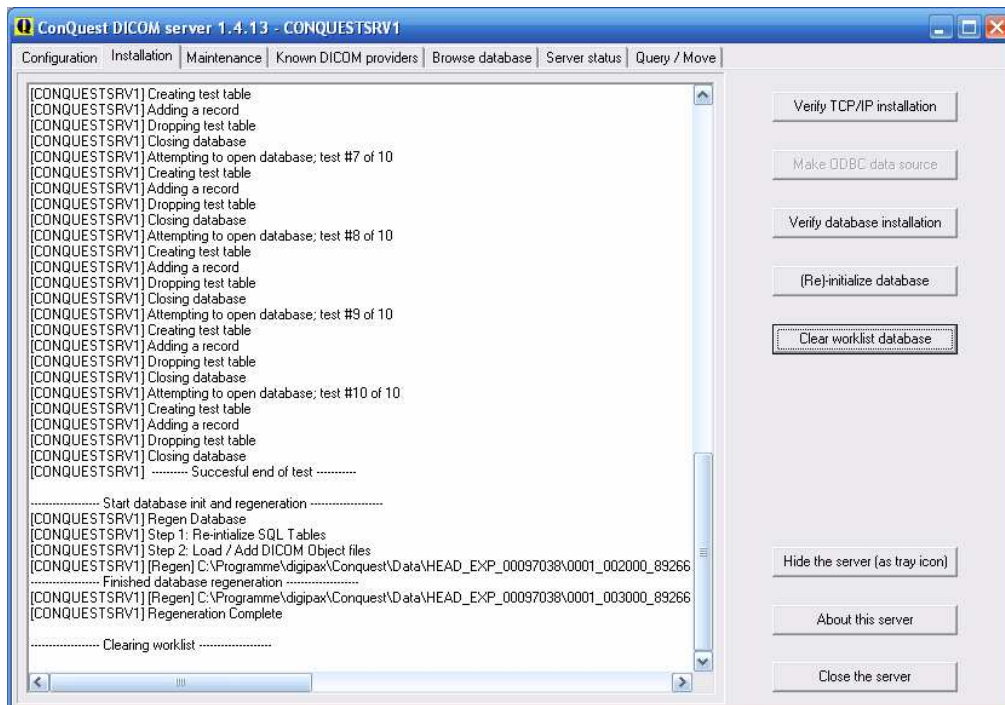 ConQuest DICOM server 1.4.13 - CONQUESTSRV1
Configuration Installation Maintenance Known DICOM providers Browse database Server status Query / Move
[CONQUESTSRV1] Creating test table
[CONQUESTSRV1] Adding a record
[CONQUESTSRV1] Dropping test table
[CONQUESTSRV1] Closing database
[CONQUESTSRV1] Attempting to open database; test #7 of 10
[CONQUESTSRV1] Creating test table
[CONQUESTSRV1] Adding a record
[CONQUESTSRV1] Dropping test table
[CONQUESTSRV1] Closing database
[CONQUESTSRV1] Attempting to open database; test #8 of 10
[CONQUESTSRV1] Creating test table
[CONQUESTSRV1] Adding a record
[CONQUESTSRV1] Dropping test table
[CONQUESTSRV1] Closing database
[CONQUESTSRV1] Attempting to open database; test #9 of 10
[CONQUESTSRV1] Creating test table
[CONQUESTSRV1] Adding a record
[CONQUESTSRV1] Dropping test table
[CONQUESTSRV1] Closing database
[CONQUESTSRV1] Attempting to open database; test #10 of 10
[CONQUESTSRV1] Creating test table
[CONQUESTSRV1] Adding a record
[CONQUESTSRV1] Dropping test table
[CONQUESTSRV1] Closing database
[CONQUESTSRV1] ---------- Succesful end of test ----------
------------------ Start database init and regeneration -------------------
[CONQUESTSRV1] Regen Database
[CONQUESTSRV1] Step 1: Re-intialize SQL Tables
[CONQUESTSRV1] Step 2: Load / Add DICOM Object files
[CONQUESTSRV1] [Regen] C:\Programme\digipax\Conquest\Data\HEAD_EXP_00097038\0001_002000_89266
------------------ Finished database regeneration -------------------
[CONQUESTSRV1] [Regen] C:\Programme\digipax\Conquest\Data\HEAD_EXP_00097038\0001_003000_89266
[CONQUESTSRV1] Regeneration Complete
------------------ Clearing worklist -------------------
Verify TCP/IP installation
Make ODBC data source
Verify database installation
(Re)-initialize database
Clear worklist database
Hide the server (as tray icon)
About this server
Close the server